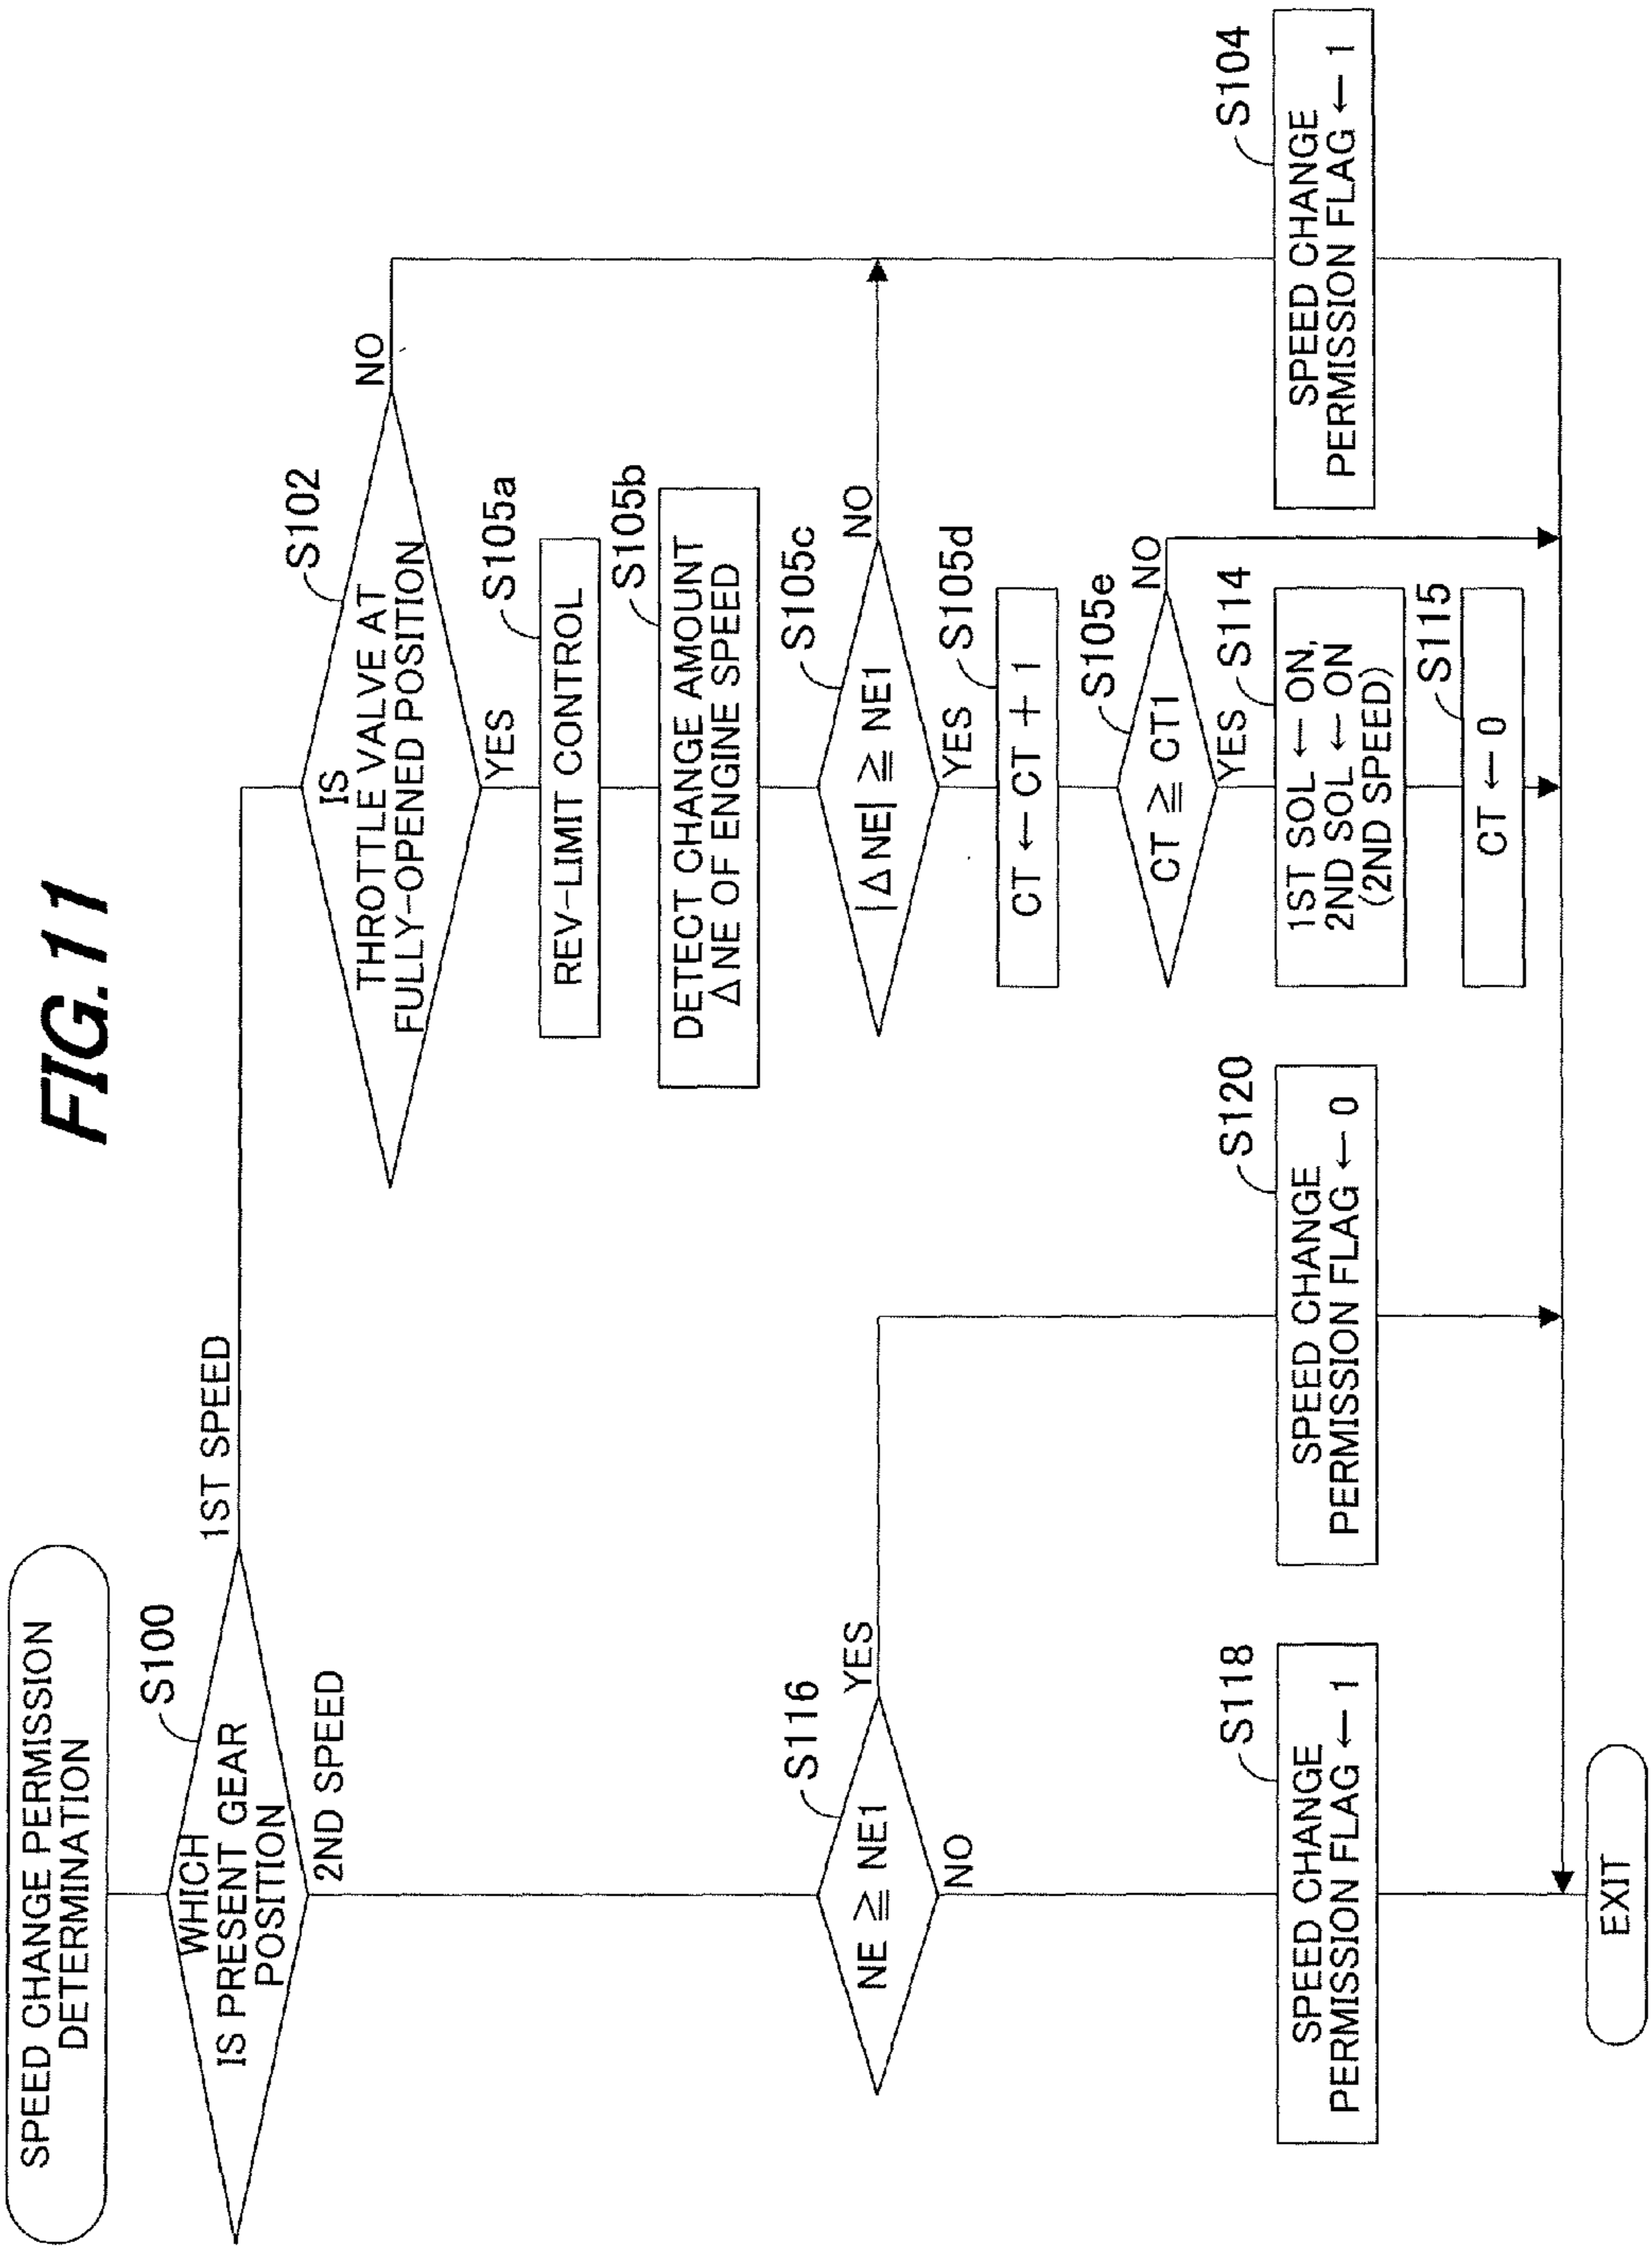 FIG.11
SPEED CHANGE PERMISSION
DETERMINATION
S100
WHICH
IS PRESENT GEAR
POSITION
1ST SPEED
2ND SPEED
S102
IS
THROTTLE VALVE AT
FULLY-OPENED POSITION
NO
YES
S105a
REV-LIMIT CONTROL
S105b
DETECT CHANGE AMOUNT
Δ NE OF ENGINE SPEED
S116
NE ≧ NE1
YES
NO
S105c
|Δ NE| ≧ NE1
NO
YES
S105d
CT ← CT + 1
S105e
CT ≧ CT1
NO
YES
S118
SPEED CHANGE
PERMISSION FLAG ← 1
S120
SPEED CHANGE
PERMISSION FLAG ← 0
S114
1ST SOL ← ON,
2ND SOL ← ON
(2ND SPEED)
S104
SPEED CHANGE
PERMISSION FLAG ← 1
S115
CT ← 0
EXIT